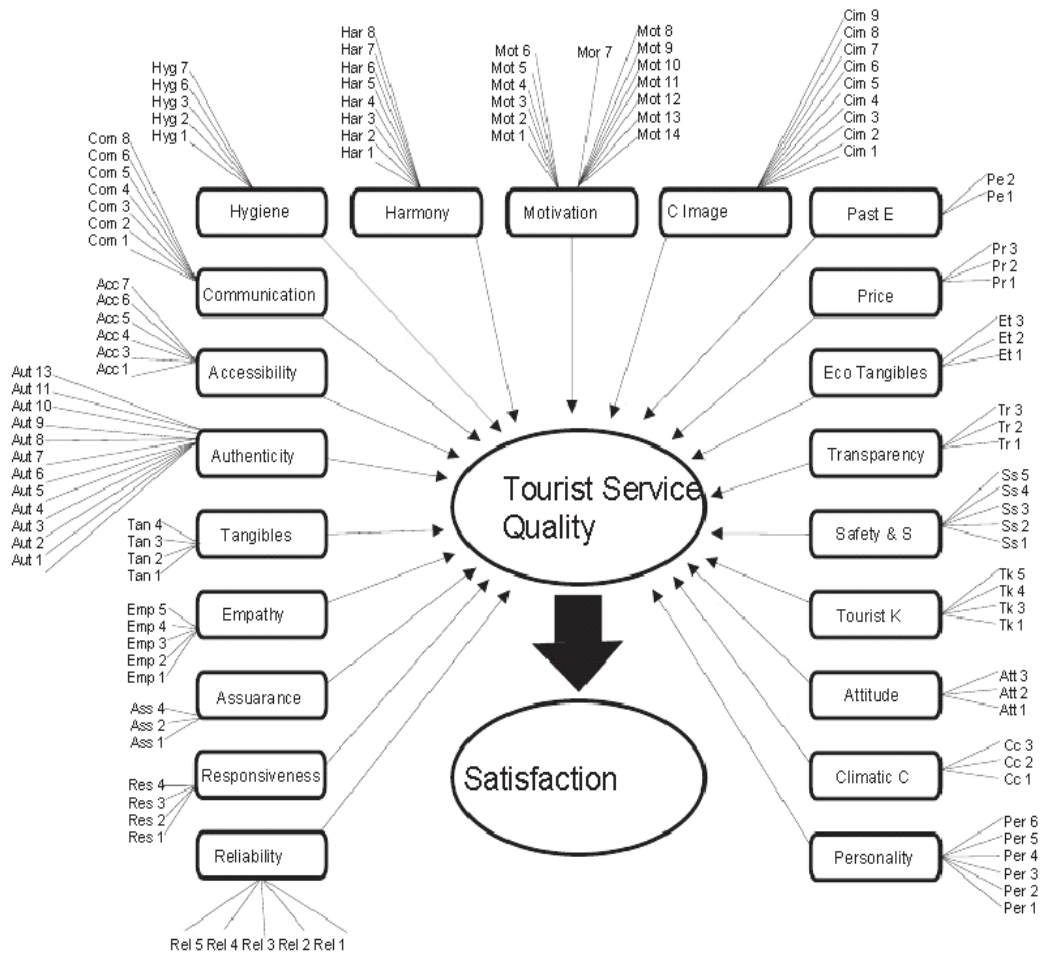 Har 8
Har 7
Har 6
Har 5
Har 4
Har 3
Har 2
Har 1
Mot 6
Mot 5
Mot 4
Mot 3
Mot 2
Mot 1
Mor 7
Mot 8
Mot 9
Mot 10
Mot 11
Mot 12
Mot 13
Mot 14
Cim 9
Cim 8
Cim 7
Cim 6
Cim 5
Cim 4
Cim 3
Cim 2
Cim 1
Hyg 7
Hyg 6
Hyg 3
Hyg 2
Hyg 1
Com 8
Com 6
Com 5
Com 4
Com 3
Com 2
Com 1
Hygiene
Harmony
Motivation
C Image
Past E
Pe 2
Pe 1
Communication
Price
Pr 3
Pr 2
Pr 1
Acc 7
Acc 6
Acc 5
Acc 4
Acc 3
Acc 1
Accessibility
Eco Tangibles
Et 3
Et 2
Et 1
Aut 13
Aut 11
Aut 10
Aut 9
Aut 8
Aut 7
Aut 6
Aut 5
Aut 4
Aut 3
Aut 2
Aut 1
Authenticity
Transparency
Tr 3
Tr 2
Tr 1
Tourist Service
Quality
Tan 4
Tan 3
Tan 2
Tan 1
Tangibles
Safety & S
Ss 5
Ss 4
Ss 3
Ss 2
Ss 1
Emp 5
Emp 4
Emp 3
Emp 2
Emp 1
Empathy
Tourist K
Tk 5
Tk 4
Tk 3
Tk 1
Ass 4
Ass 2
Ass 1
Assurance
Attitude
Att 3
Att 2
Att 1
Res 4
Res 3
Res 2
Res 1
Responsiveness
Satisfaction
Climatic C
Cc 3
Cc 2
Cc 1
Reliability
Personality
Per 6
Per 5
Per 4
Per 3
Per 2
Per 1
Rel 5 Rel 4 Rel 3 Rel 2 Rel 1